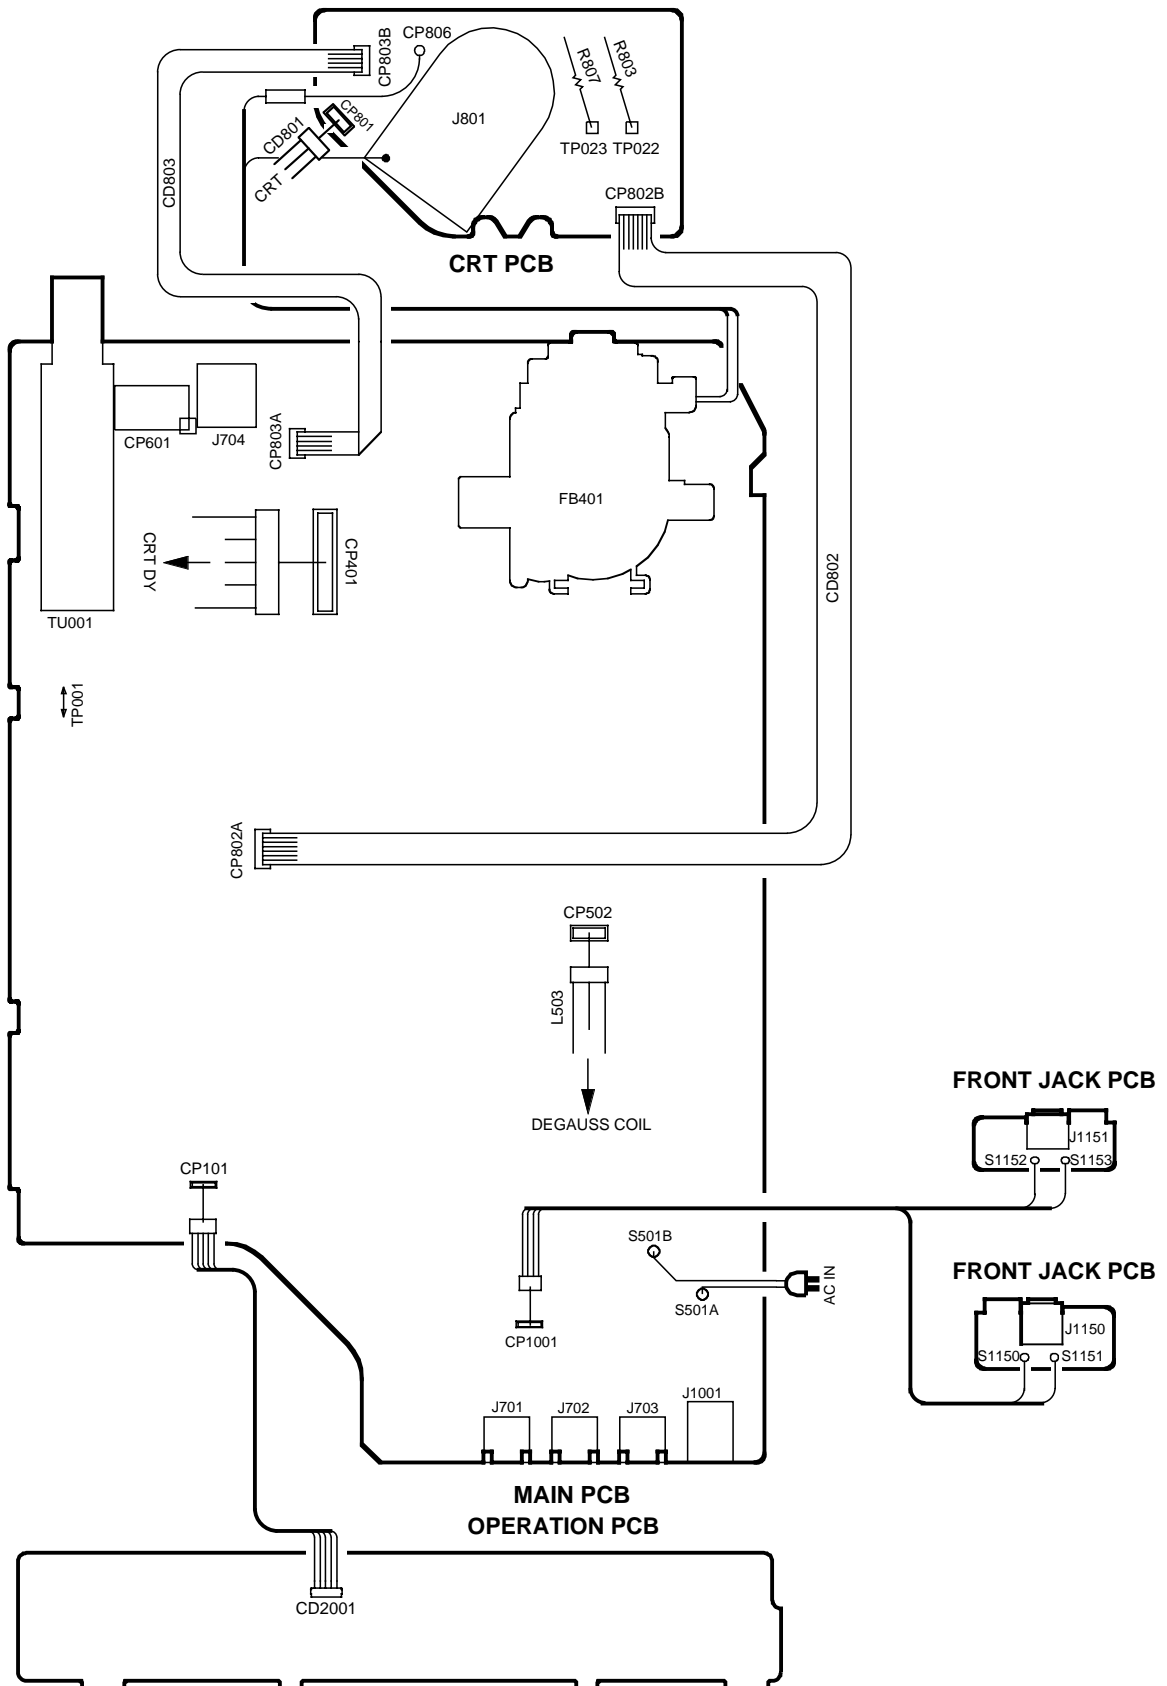 CP806
CP803B
R807
R803
CP801
J801
CD801
TP023
TP022
CRT
CD803
CP802B
CRT PCB
CP601
J704
CP803A
FB401
CRT DY
CP401
CD802
TU001
TP001
CP802A
CP502
L503
DEGAUSS COIL
FRONT JACK PCB
J1151
S1152
S1153
CP101
S501B
AC IN
S501A
FRONT JACK PCB
CP1001
J1150
S1150
S1151
J701
J702
J703
J1001
MAIN PCB
OPERATION PCB
CD2001